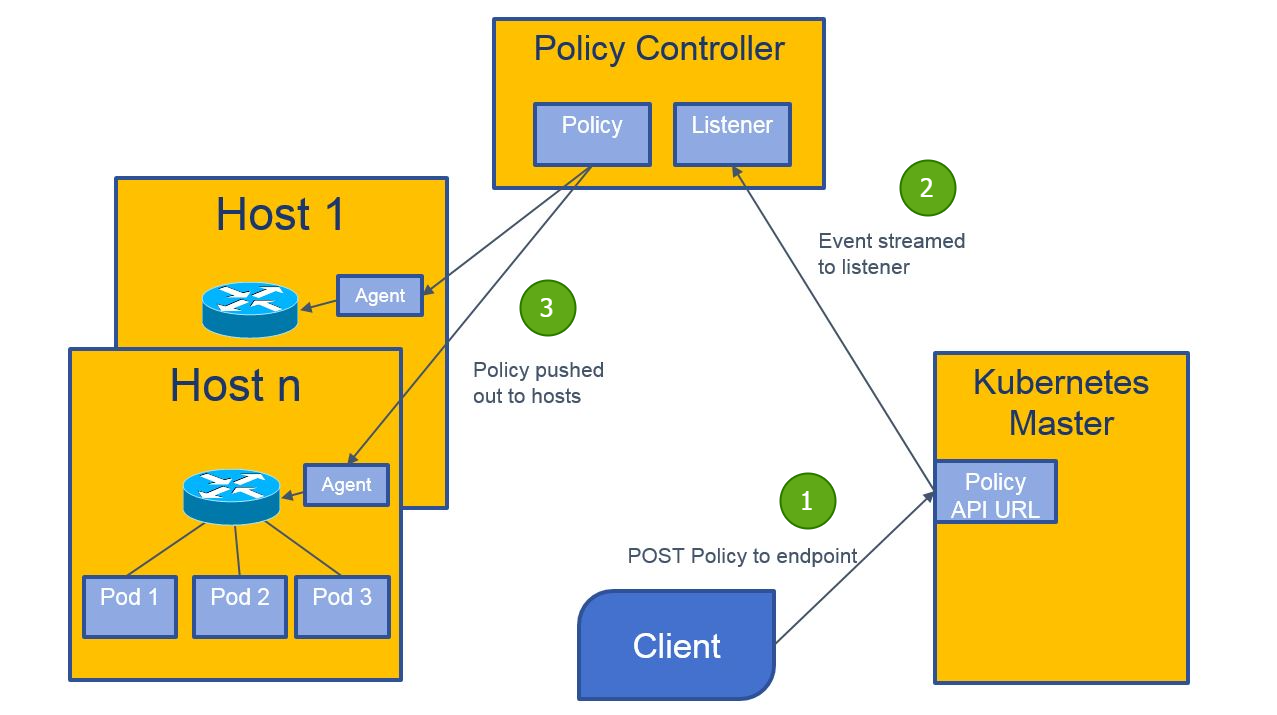 Policy Controller
Policy
Listener
2
Event streamed
to listener
Host 1
Agent
3
Policy pushed
out to hosts
Host n
Agent
Pod 1
Pod 2
Pod 3
Kubernetes
Master
Policy
API URL
1
POST Policy to endpoint
Client